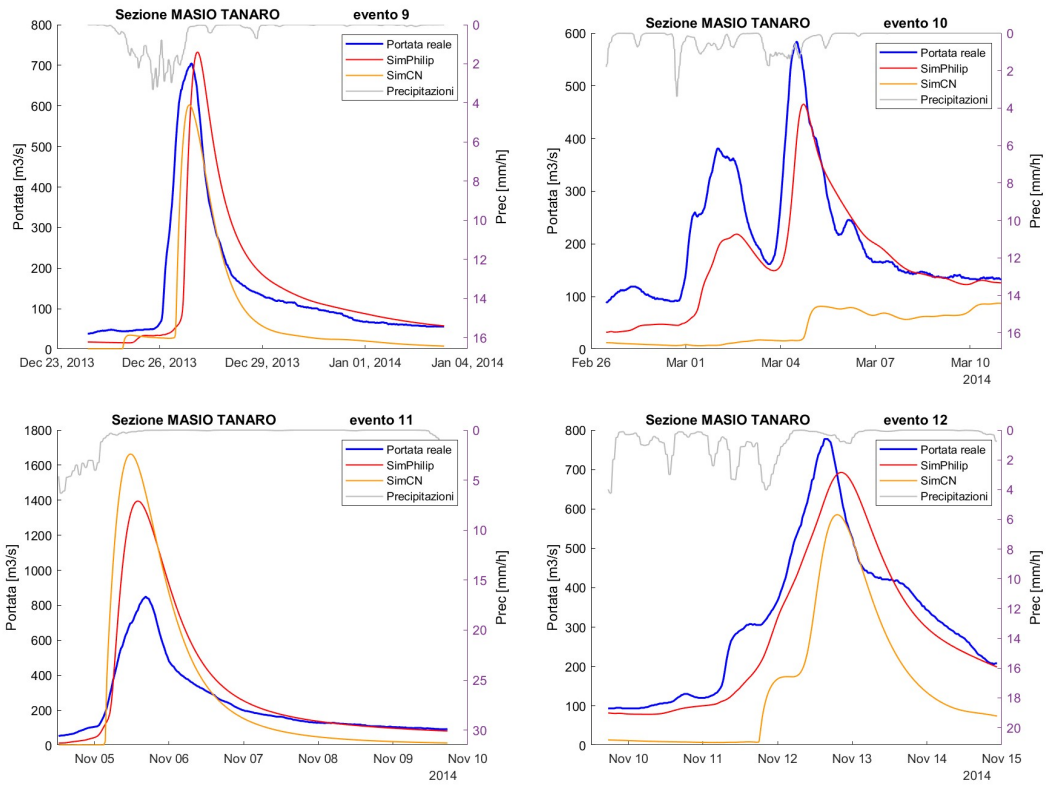 Sezione MASIO TANARO evento 9
800
700
600
500
400
300
200
100
0
Portata [m3/s]
0
2
4
6
8
10
12
14
16
Prec [mm/h]
Portata reale
SimPhilip
SimCN
Precipitazioni
Dec 23, 2013 Dec 26, 2013 Dec 29, 2013 Jan 01, 2014 Jan 04, 2014
Sezione MASIO TANARO evento 10
600
500
400
300
200
100
0
Portata [m3/s]
0
2
4
6
8
10
12
14
16
Prec [mm/h]
Portata reale
SimPhilip
SimCN
Precipitazioni
Feb 26 Mar 01 Mar 04 Mar 07 Mar 10
2014
Sezione MASIO TANARO evento 11
1800
1600
1400
1200
1000
800
600
400
200
0
Portata [m3/s]
0
5
10
15
20
25
30
Prec [mm/h]
Portata reale
SimPhilip
SimCN
Precipitazioni
Nov 05 Nov 06 Nov 07 Nov 08 Nov 09 Nov 10
2014
Sezione MASIO TANARO evento 12
800
700
600
500
400
300
200
100
0
Portata [m3/s]
0
2
4
6
8
10
12
14
16
18
20
Prec [mm/h]
Portata reale
SimPhilip
SimCN
Precipitazioni
Nov 10 Nov 11 Nov 12 Nov 13 Nov 14 Nov 15
2014